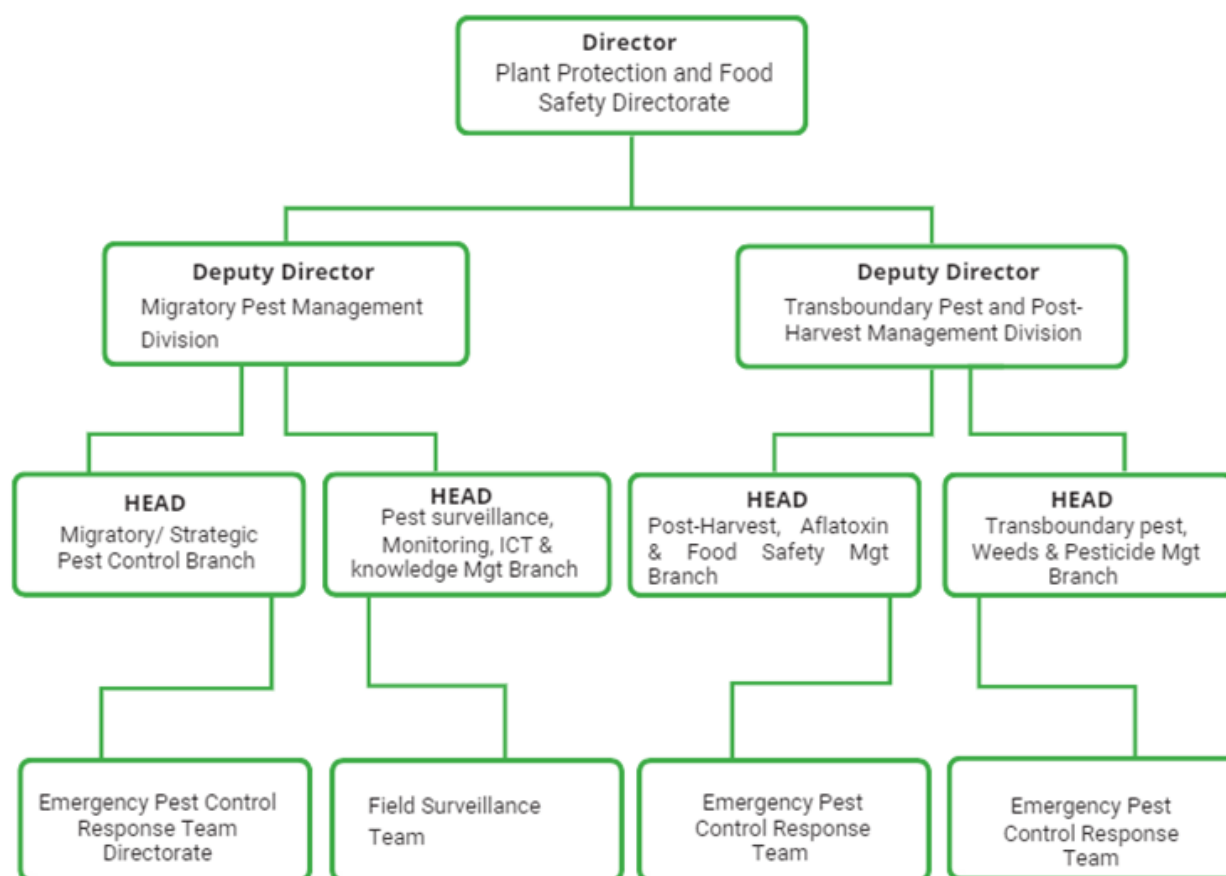 Director
Plant Protection and Food
Safety Directorate
Deputy Director
Migratory Pest Management
Division
Deputy Director
Transboundary Pest and Post-
Harvest Management Division
HEAD
Migratory/ Strategic
Pest Control Branch
HEAD
Pest surveillance,
Monitoring, ICT &
knowledge Mgt Branch
HEAD
Post-Harvest, Aflatoxin
& Food Safety Mgt
Branch
HEAD
Transboundary pest,
Weeds & Pesticide Mgt
Branch
Emergency Pest Control
Response Team
Directorate
Field Surveillance
Team
Emergency Pest
Control Response
Team
Emergency Pest
Control Response
Team